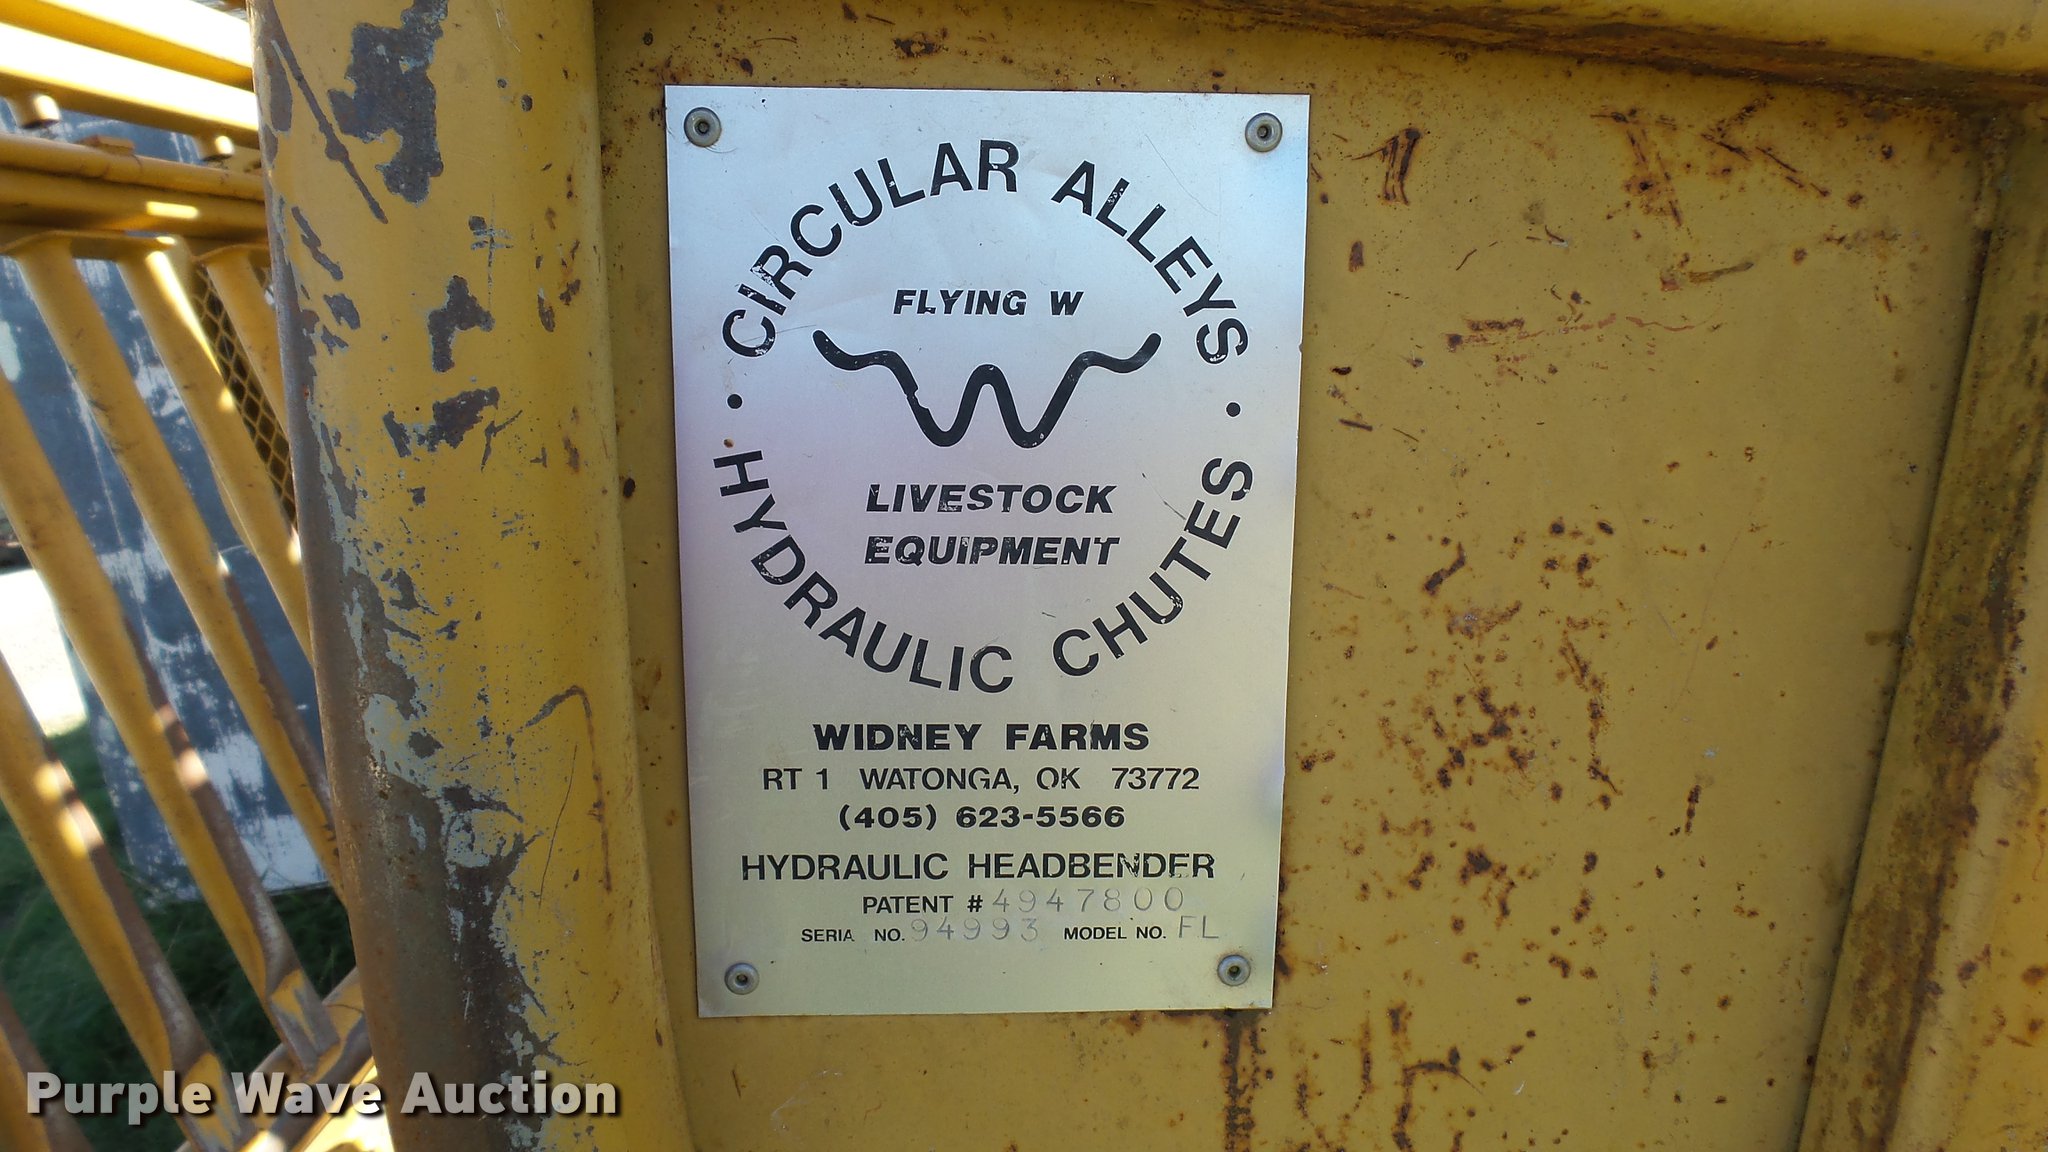 CIRCULAR ALLEYS
FLYING W
LIVESTOCK
EQUIPMENT
HYDRAULIC CHUTES
WIDNEY FARMS
RT 1 WATONGA, OK 73772
(405) 623-5566
HYDRAULIC HEADBENDER
PATENT # 4947800
SERIA NO. 94993 MODEL NO. FL
Purple Wave Auction